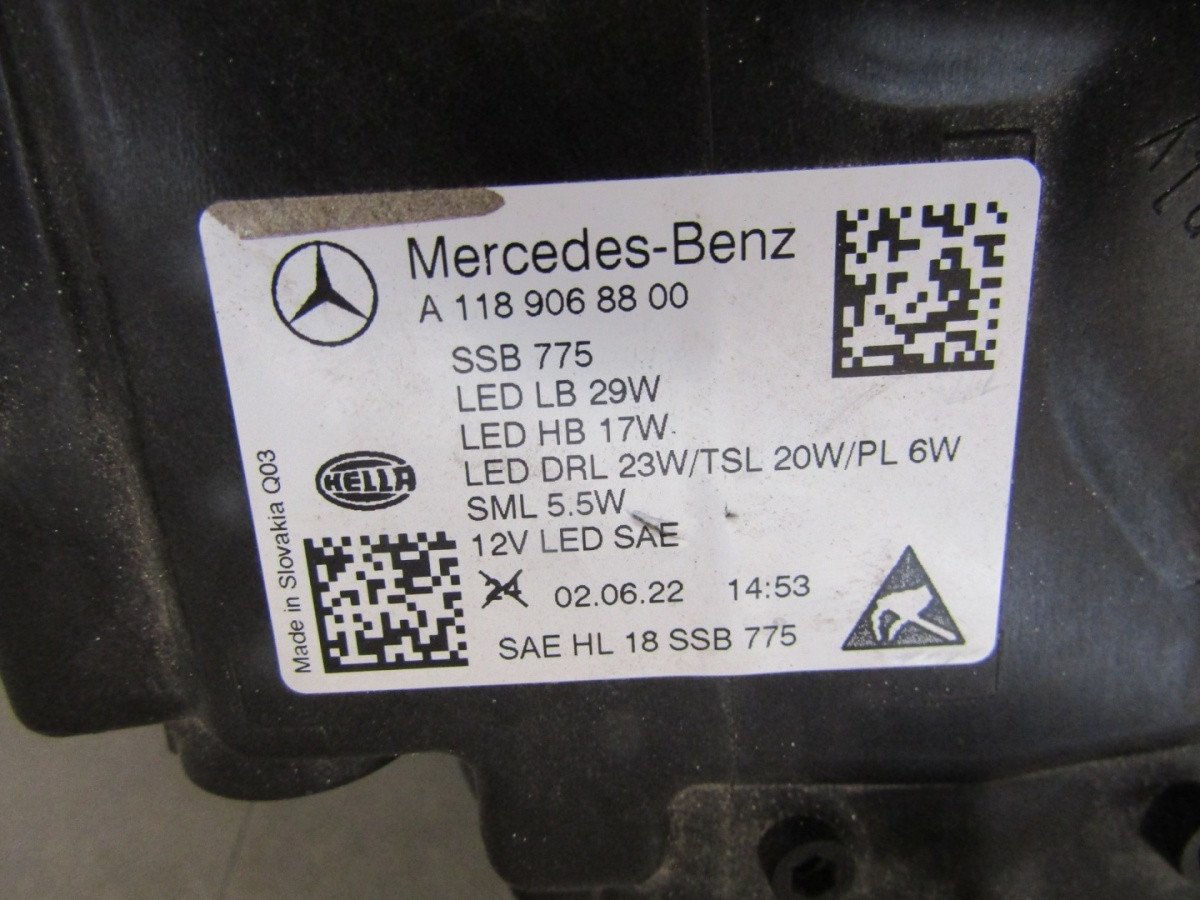 Mercedes-Benz
A 118 906 88 00
SSB 775
LED LB 29W
LED HB 17W
LED DRL 23W/TSL 20W/PL 6W
SML 5.5W
12V LED SAE
24 02.06.22 14:53
SAE HL 18 SSB 775
HELLA
Made in Slovakia Q03